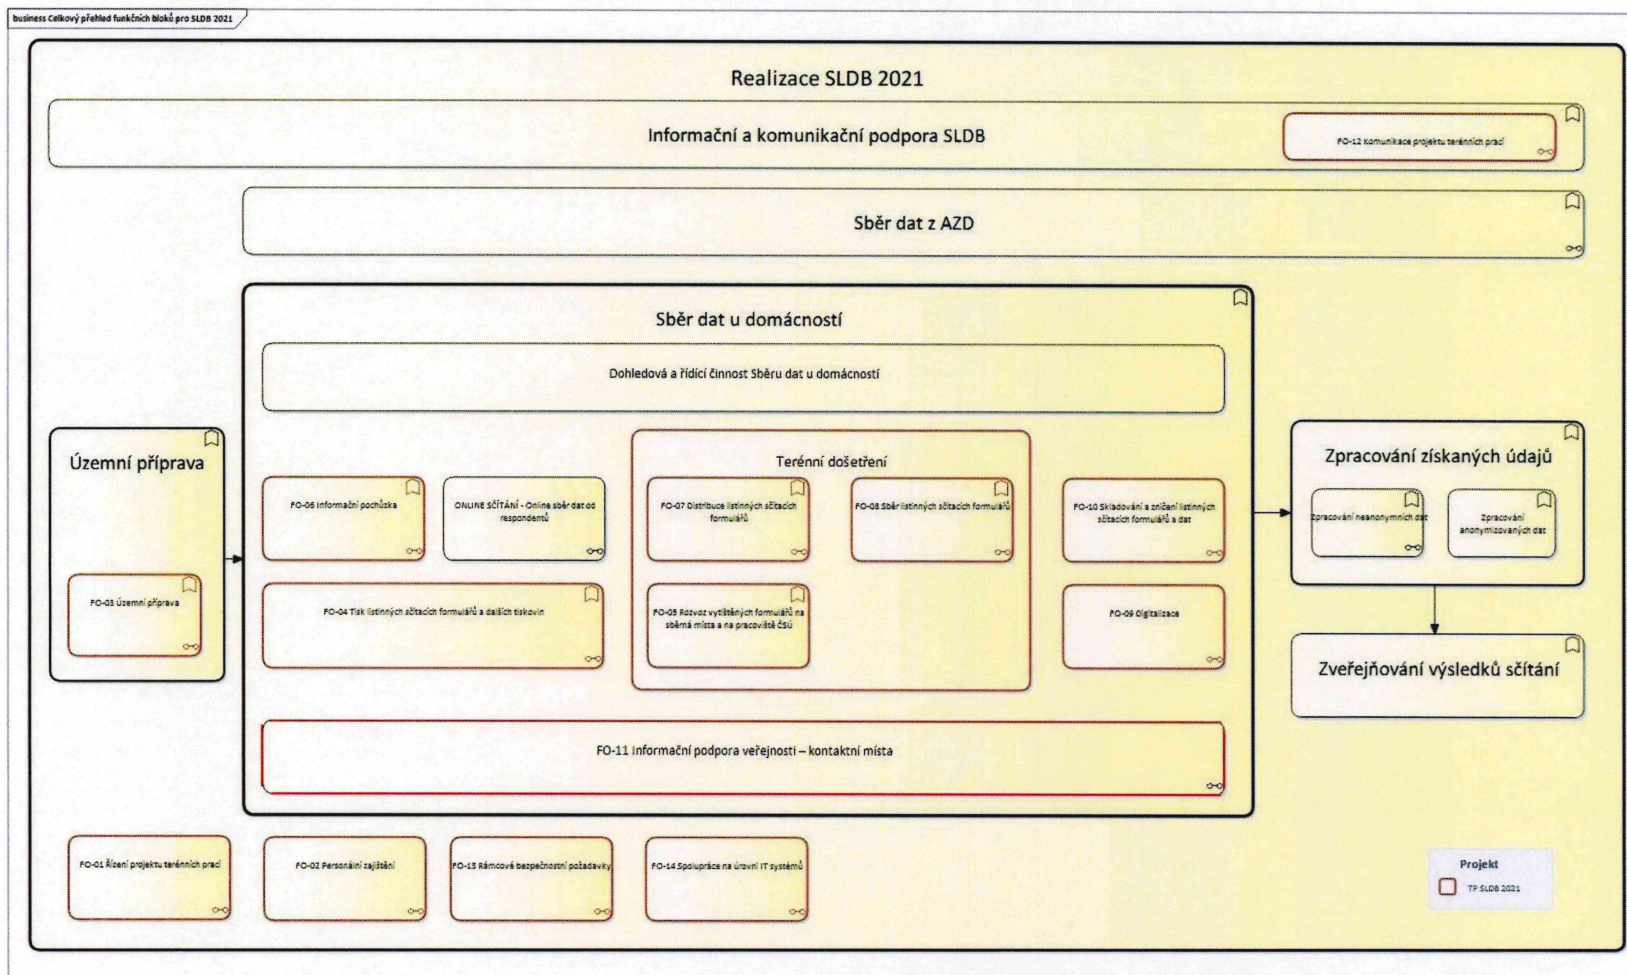 business Celkový přehled funkčních bloků pro SLDB 2021
Realizace SLDB 2021
Informační a komunikační podpora SLDB
FO-12 Komunikace projektu terénních prací
Sběr dat z AZD
Sběr dat u domácností
Dohledová a řídící činnost Sběru dat u domácností
Územní příprava
FO-03 Územní příprava
FO-06 Informační pochůzka
ONLINE SČÍTÁNÍ - Online sběr dat od
respondentů
Terénní došetření
FO-07 Distribuce listinných sčítacích
formulářů
FO-08 Sběr listinných sčítacích formulářů
FO-10 Skladování a zničení listinných
sčítacích formulářů a dat
FO-04 Tisk listinných sčítacích formulářů a dalších tiskovin
FO-05 Rozvoz vytištěných formulářů na
sběrná místa a na pracoviště ČSÚ
FO-09 Digitalizace
FO-11 Informační podpora veřejnosti – kontaktní místa
Zpracování získaných údajů
Zpracování neanonymních dat
Zpracování
anonymizovaných dat
Zveřejňování výsledků sčítání
FO-01 Řízení projektu terénních prací
FO-02 Personální zajištění
FO-13 Rámcové bezpečnostní požadavky
FO-14 Spolupráce na úrovni IT systémů
Projekt
TP SLDB 2021